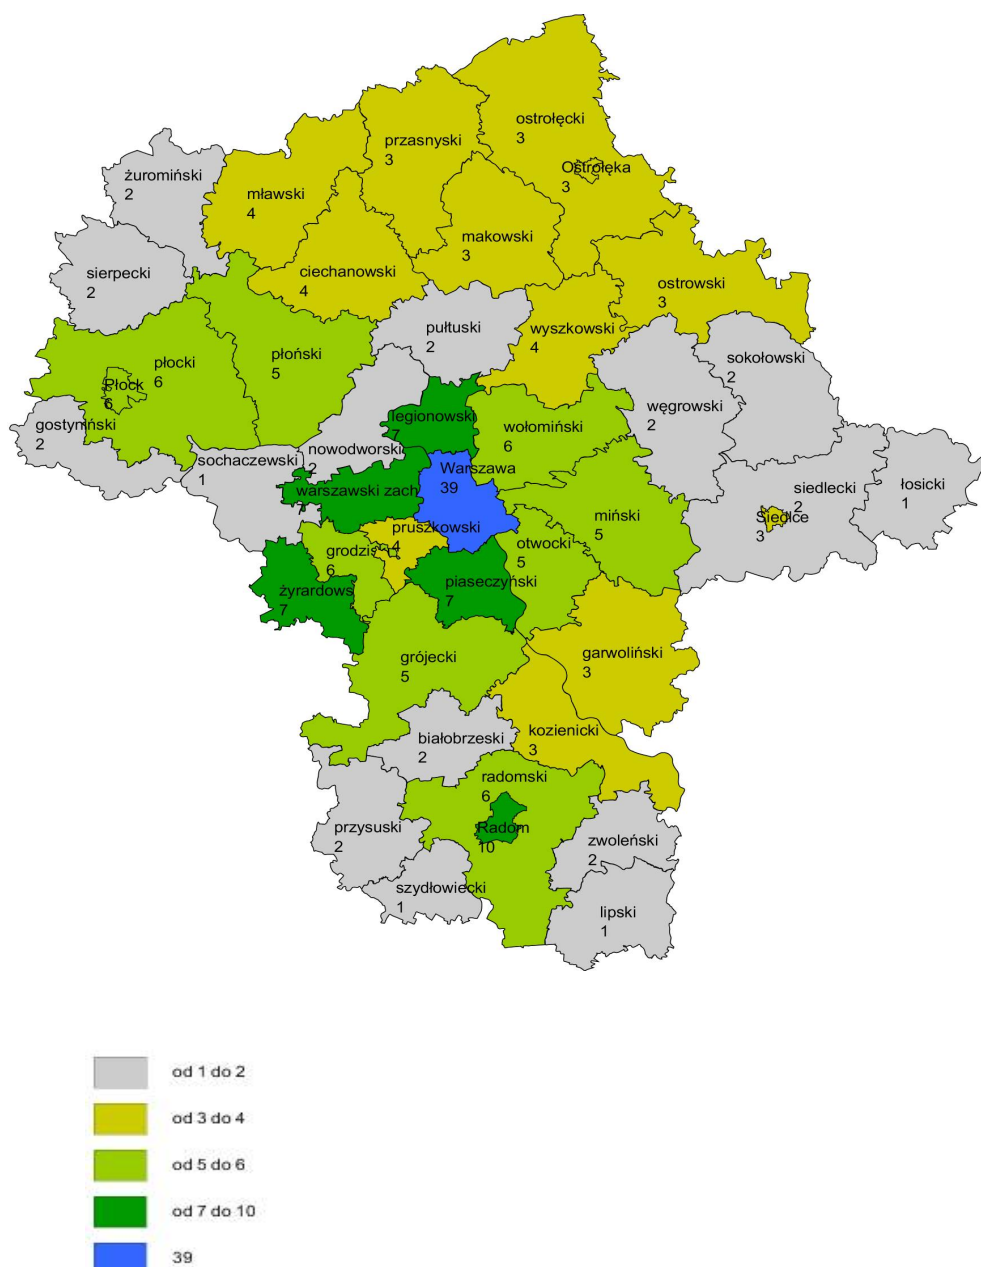 ostrołęcki
3
przasnyski
3
Ostrołęka
3
żuromiński
2
mławski
4
makowski
3
sierpecki
2
ciechanowski
4
ostrowski
3
pułtuski
2
wyszkowski
4
płoński
5
płocki
6
sokołowski
2
Płock
6
węgrowski
2
legionowski
7
gostyniński
2
wołomiński
6
nowodworski
2
sochaczewski
1
Warszawa
39
warszawski zach
7
siedlecki
2
łosicki
1
Siedlce
3
miński
5
pruszkowski
4
otwocki
5
grodzis
6
piaseczyński
7
żyrardows
7
garwoliński
3
grójecki
5
kozienicki
3
białobrzeski
2
radomski
6
Radom
10
przysuski
2
zwoleński
2
szydłowiecki
1
lipski
1
od 1 do 2
od 3 do 4
od 5 do 6
od 7 do 10
39